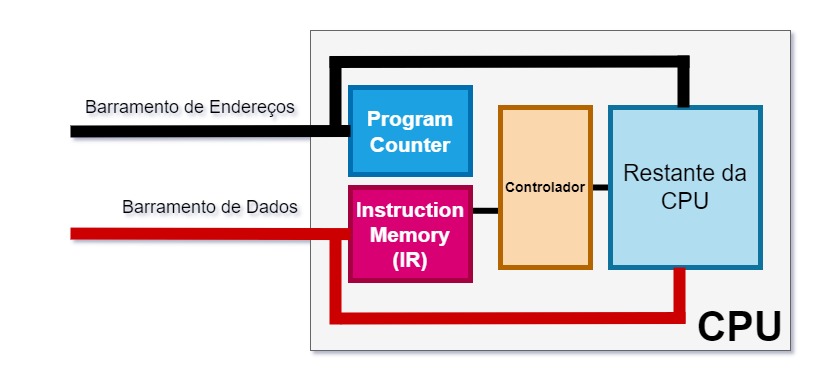 Barramento de Endereços
Program
Counter
Barramento de Dados
Instruction
Memory
(IR)
Controlador
Restante da
CPU
CPU